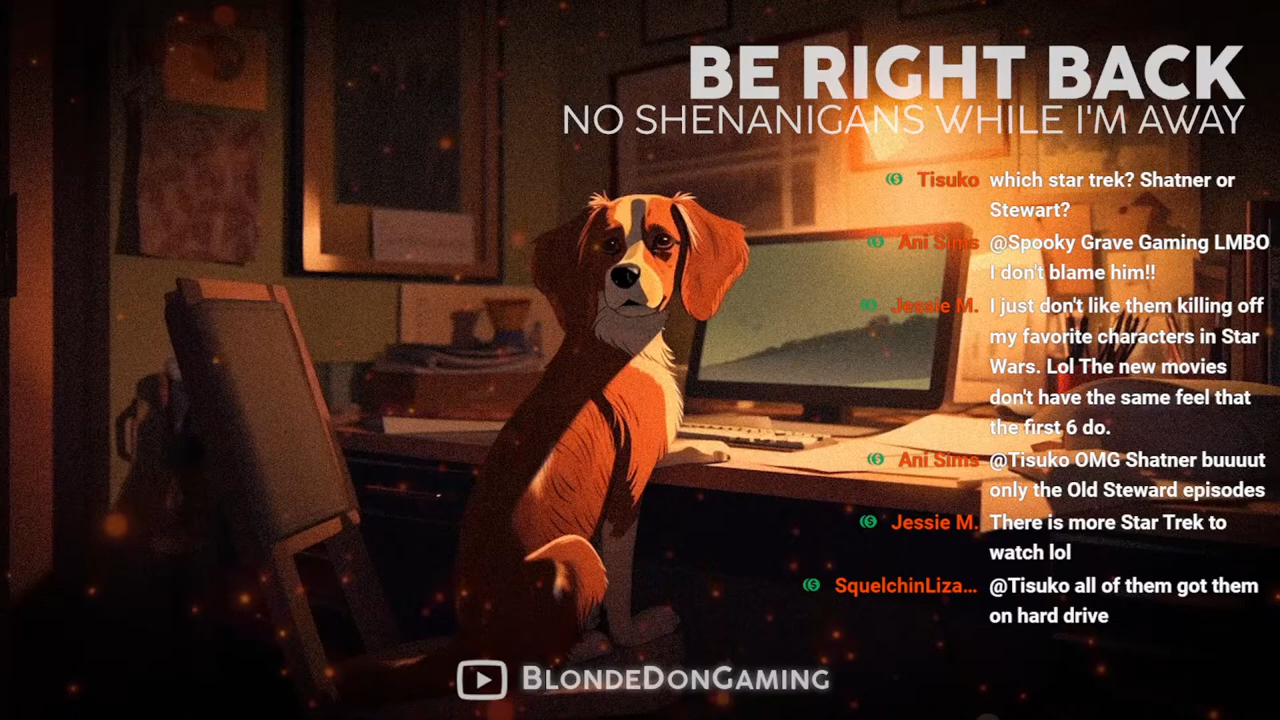 BE RIGHT BACK
NO SHENANIGANS WHILE I'M AWAY
Tisuko which star trek? Shatner or
Stewart?
Ani Sims @Spooky Grave Gaming LMBO
I don't blame him!!
Jessie M. I just don't like them killing off
my favorite characters in Star
Wars. Lol The new movies
don't have the same feel that
the first 6 do.
Ani Sims @Tisuko OMG Shatner buuuut
only the Old Steward episodes
Jessie M. There is more Star Trek to
watch lol
SquelchinLiza... @Tisuko all of them got them
on hard drive
BLONDEDONGAMING